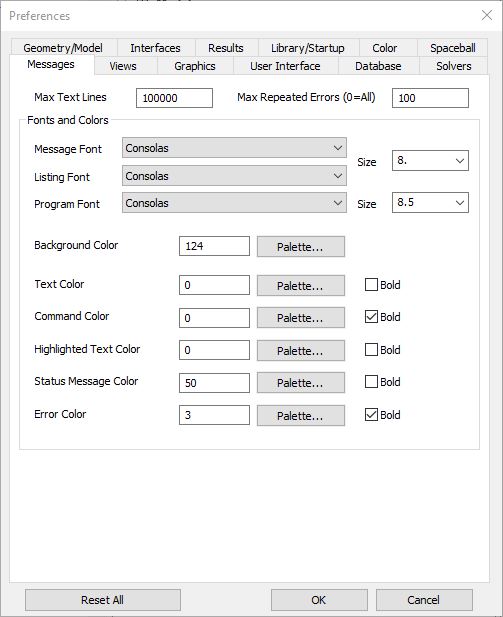 Preferences
Geometry/Model Interfaces Results Library/Startup Color Spaceball
Messages Views Graphics User Interface Database Solvers
Max Text Lines 100000 Max Repeated Errors (0=All) 100
Fonts and Colors
Message Font Consolas Size 8.
Listing Font Consolas
Program Font Consolas Size 8.5
Background Color 124 Palette...
Text Color 0 Palette... Bold
Command Color 0 Palette... Bold
Highlighted Text Color 0 Palette... Bold
Status Message Color 50 Palette... Bold
Error Color 3 Palette... Bold
Reset All OK Cancel